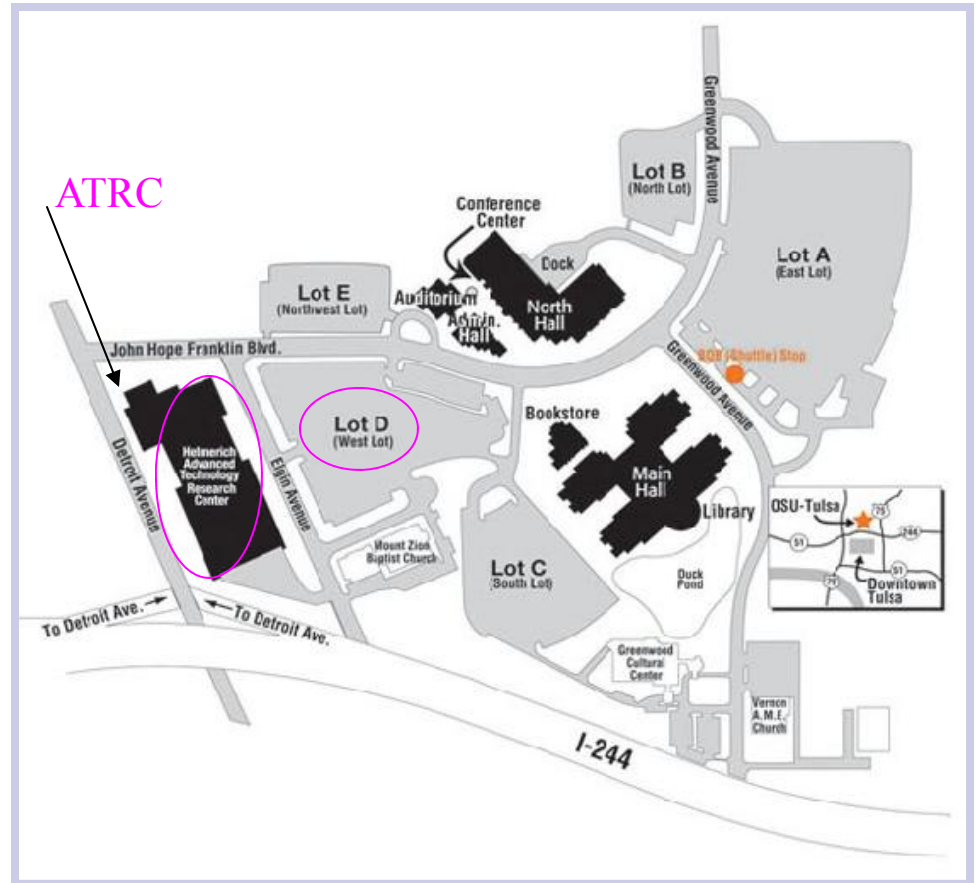 ATRC
Greenwood Avenue
Lot B
(North Lot)
Conference
Center
Dock
Lot A
(East Lot)
Lot E
(Northwest Lot)
Auditorium
Admin.
Hall
North
Hall
John Hope Franklin Blvd.
BOB (Shuttle) Stop
Greenwood Avenue
Lot D
(West Lot)
Bookstore
Helmerich
Advanced
Technology
Research
Center
Detroit Avenue
Elgin Avenue
Main
Hall
Library
OSU-Tulsa
75
51
244
51
75
Downtown
Tulsa
Mount Zion
Baptist Church
Lot C
(South Lot)
Duck
Pond
To Detroit Ave.
To Detroit Ave.
Greenwood
Cultural
Center
Vernon
A.M.E.
Church
I-244